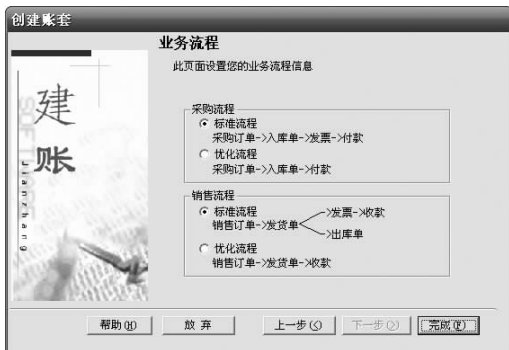 创建账套
业务流程
此页面设置您的业务流程信息
建
账
Jianzhang
采购流程
标准流程
采购订单->入库单->发票->付款
优化流程
采购订单->入库单->付款
销售流程
标准流程
->发票->收款
销售订单->发货单
->出库单
优化流程
销售订单->发货单->收款
帮助(H)
放弃
上一步(<)
下一步(>)
完成(F)